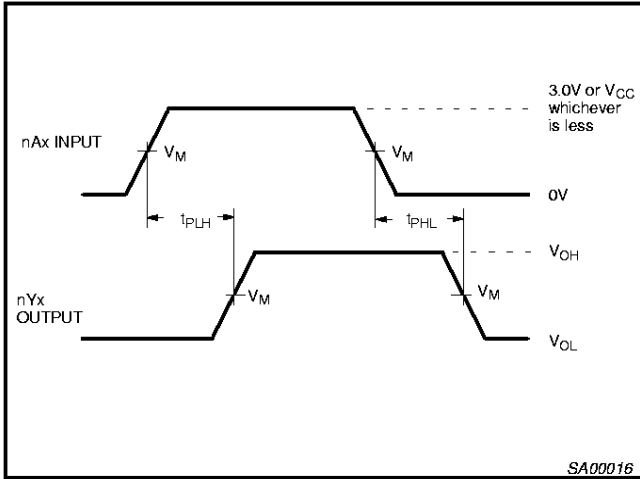 3.0V or VCC
whichever
is less
nAx INPUT
VM
VM
0V
tPLH
tPHL
VOH
nYx
OUTPUT
VM
VM
VOL
SA00016